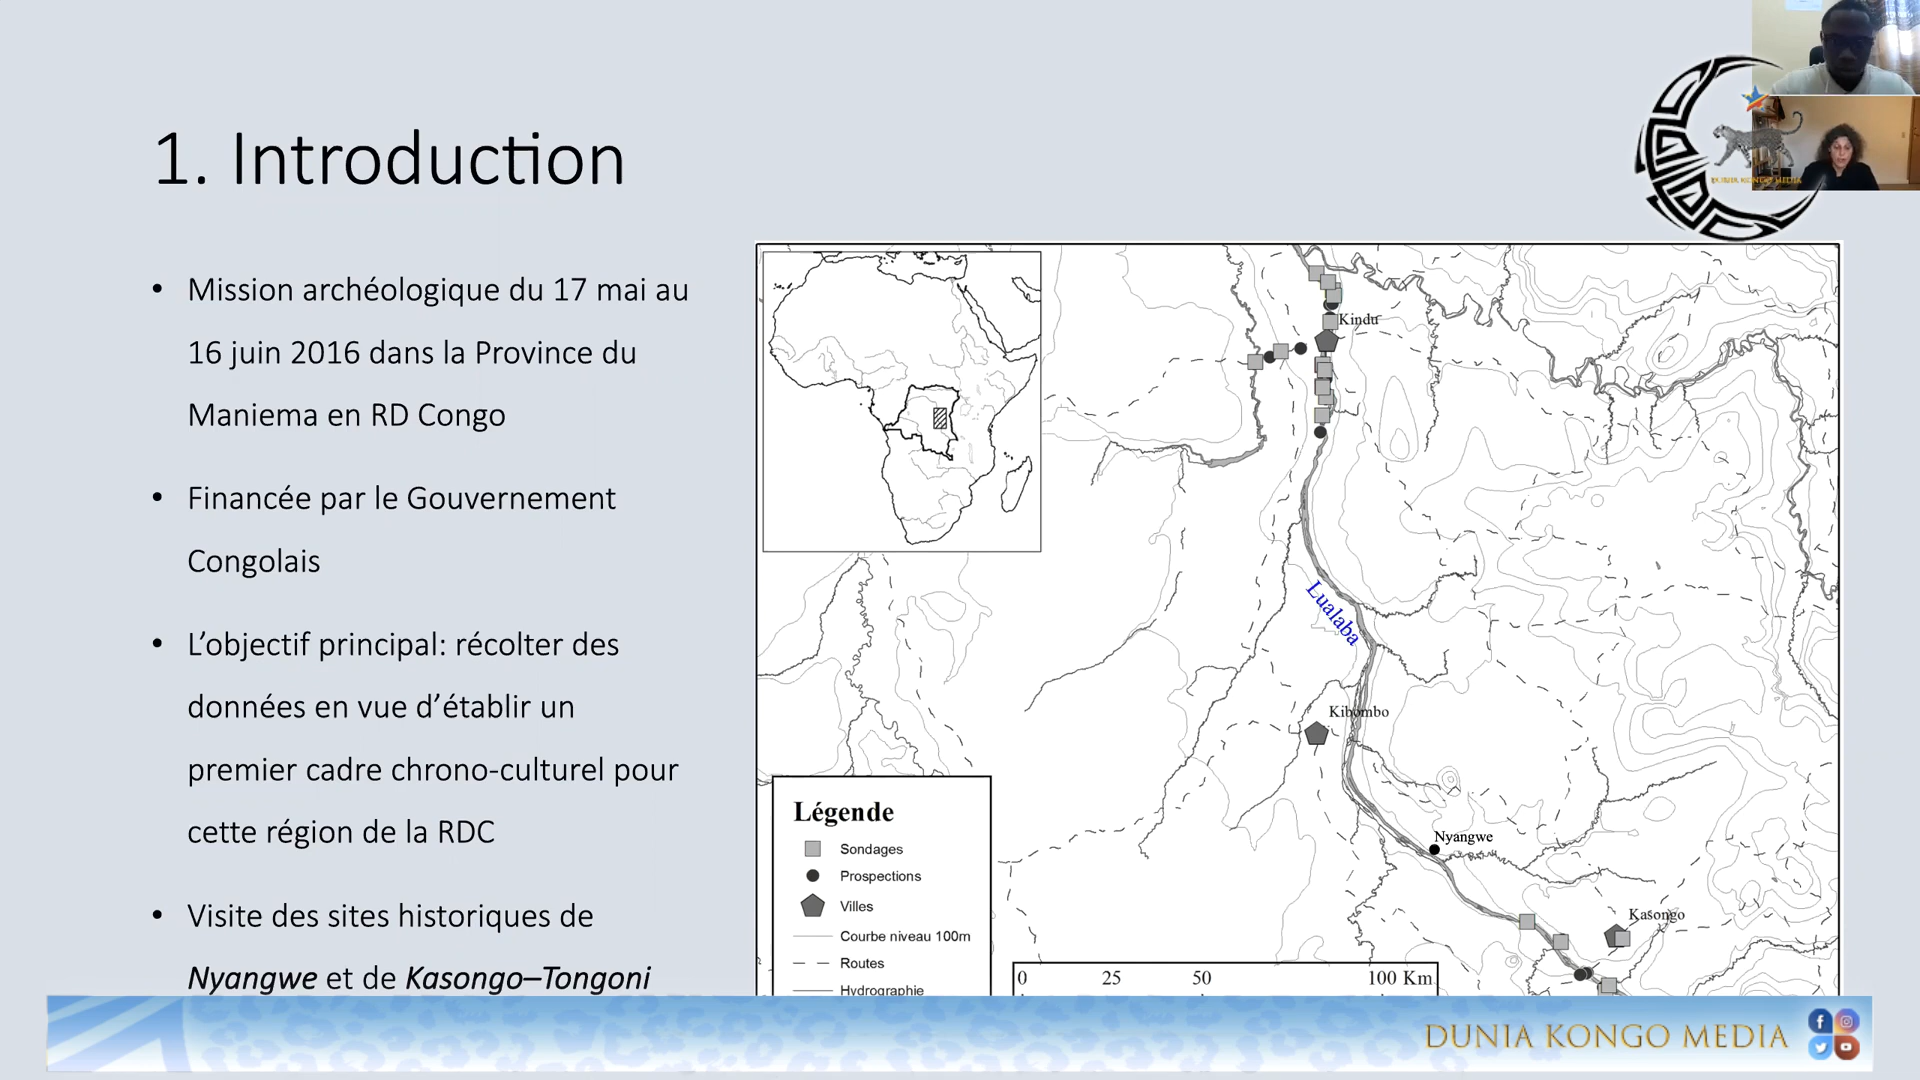 1. Introduction
• Mission archéologique du 17 mai au
16 juin 2016 dans la Province du
Maniema en RD Congo
• Financée par le Gouvernement
Congolais
• L’objectif principal: récolter des
données en vue d’établir un
premier cadre chrono-culturel pour
cette région de la RDC
• Visite des sites historiques de
Nyangwe et de Kasongo–Tongoni
Kindu
Lualaba
Kibombo
Nyangwe
Kasongo
Légende
Sondages
Prospections
Villes
Courbe niveau 100m
Routes
Hydrographie
0 25 50 100 Km
DUNIA KONGO MEDIA
DUNIA KONGO MEDIA